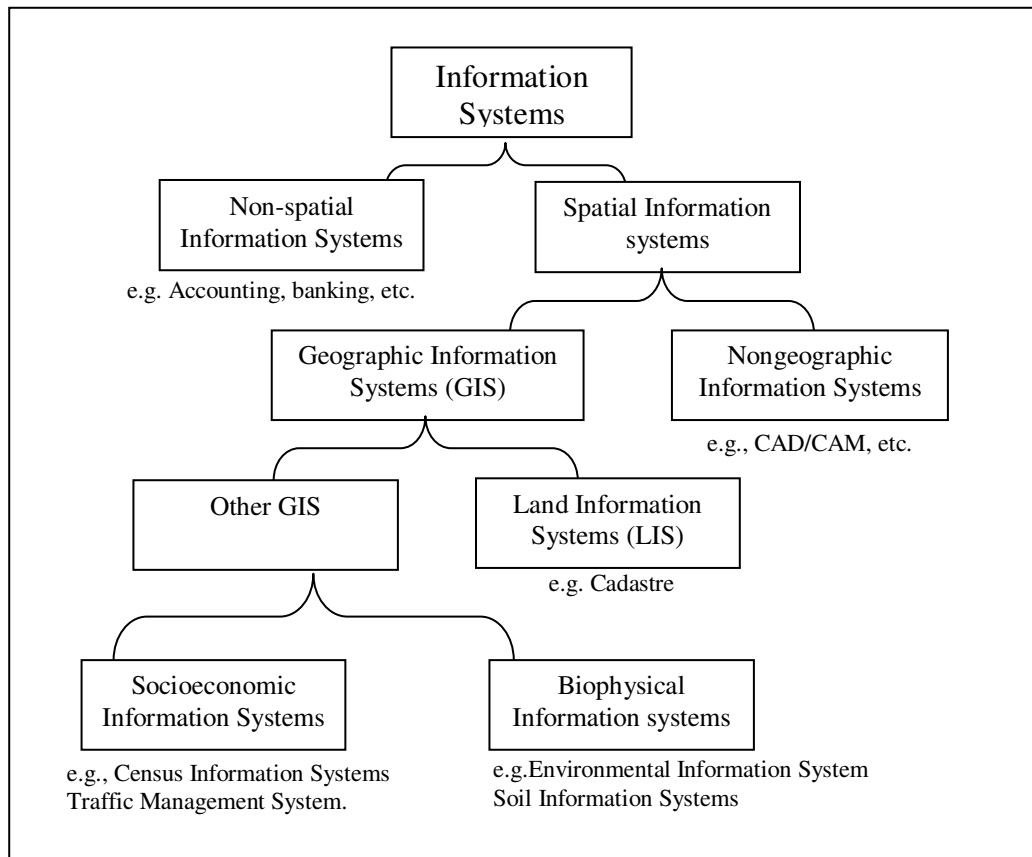 Information
Systems
Non-spatial
Information Systems
Spatial Information
systems
e.g. Accounting, banking, etc.
Geographic Information
Systems (GIS)
Nongeographic
Information Systems
e.g., CAD/CAM, etc.
Other GIS
Land Information
Systems (LIS)
e.g. Cadastre
Socioeconomic
Information Systems
Biophysical
Information systems
e.g., Census Information Systems
Traffic Management System.
e.g.Environmental Information System
Soil Information Systems